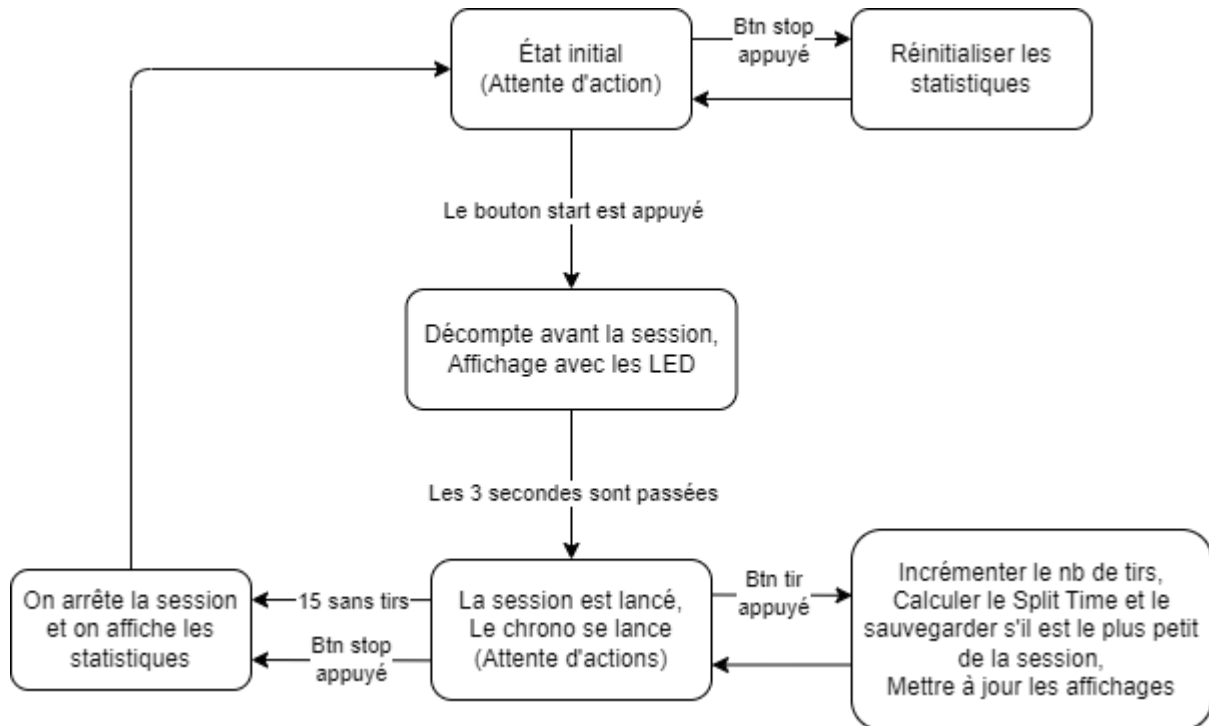 État initial
(Attente d'action)
Btn stop
appuyé
Réinitialiser les
statistiques
Le bouton start est appuyé
Décompte avant la session,
Affichage avec les LED
Les 3 secondes sont passées
On arrête la session
et on affiche les
statistiques
15 sans tirs
Btn stop
appuyé
La session est lancé,
Le chrono se lance
(Attente d'actions)
Btn tir
appuyé
Incrémenter le nb de tirs,
Calculer le Split Time et le
sauvegarder s'il est le plus petit
de la session,
Mettre à jour les affichages